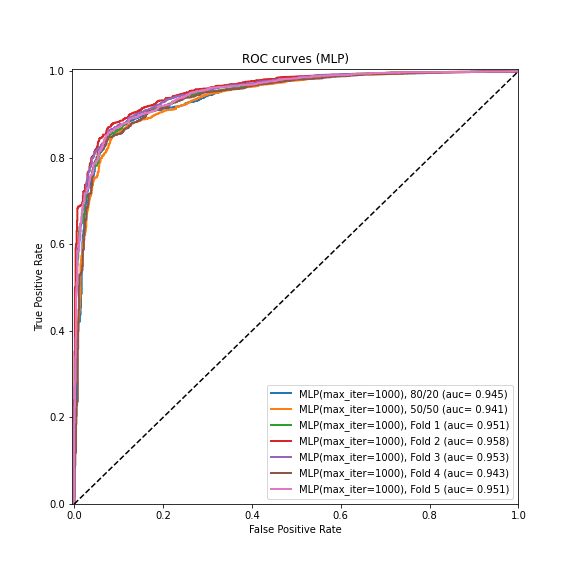 ROC curves (MLP)
True Positive Rate
1.0
0.8
0.6
0.4
0.2
0.0
MLP(max_iter=1000), 80/20 (auc= 0.945)
MLP(max_iter=1000), 50/50 (auc= 0.941)
MLP(max_iter=1000), Fold 1 (auc= 0.951)
MLP(max_iter=1000), Fold 2 (auc= 0.958)
MLP(max_iter=1000), Fold 3 (auc= 0.953)
MLP(max_iter=1000), Fold 4 (auc= 0.943)
MLP(max_iter=1000), Fold 5 (auc= 0.951)
0.0 0.2 0.4 0.6 0.8 1.0
False Positive Rate